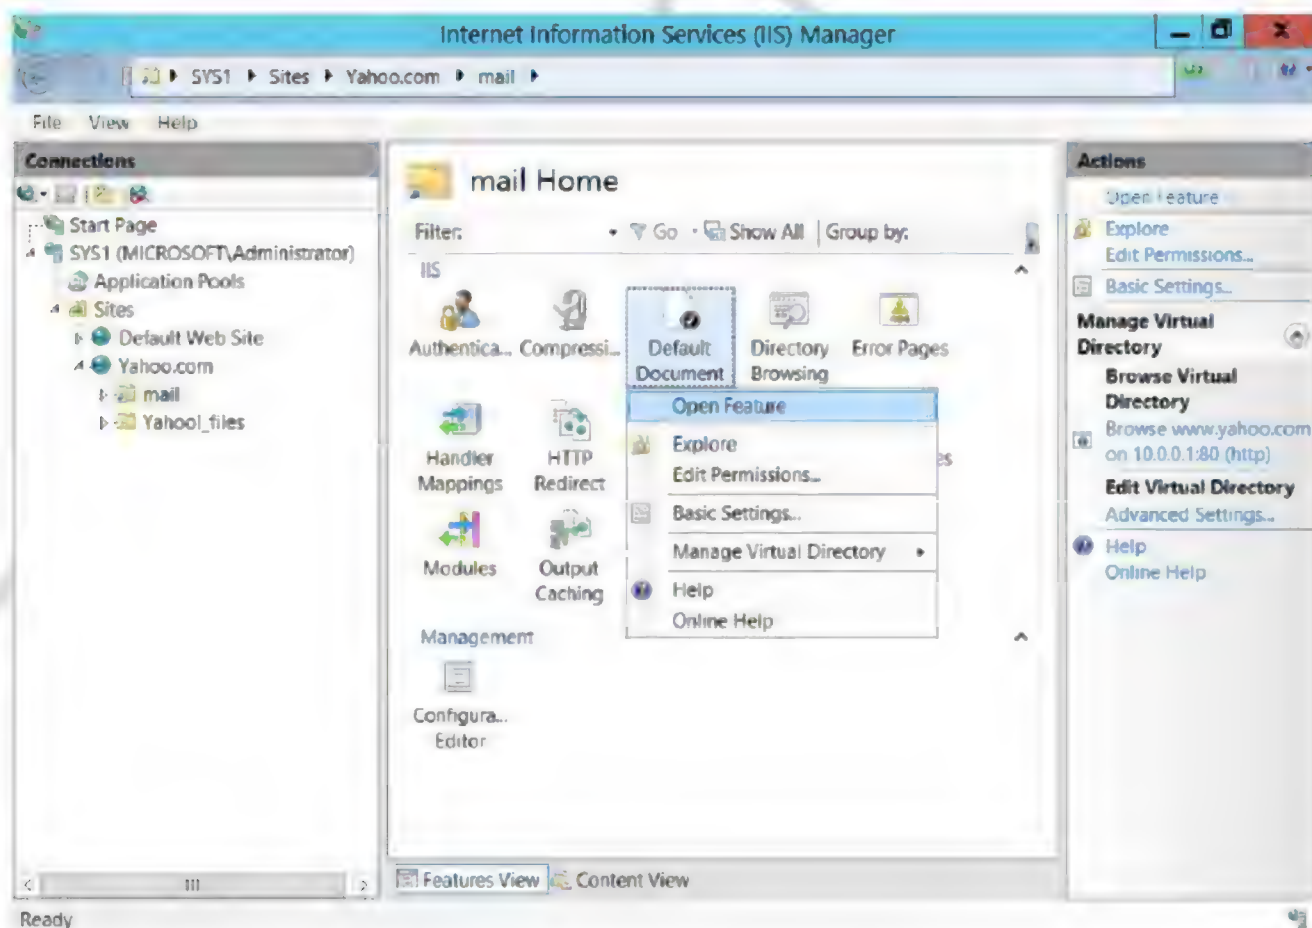 Internet Information Services (IIS) Manager
SYS1 Sites Yahoo.com mail
File View Help
Connections
Start Page
SYS1 (MICROSOFT\Administrator)
Application Pools
Sites
Default Web Site
Yahoo.com
mail
Yahoo!_files
mail Home
Filter: Go Show All Group by:
IIS
Authentica... Compressi... Default Document Directory Browsing Error Pages
Handler Mappings HTTP Redirect es
Modules Output Caching
Open Feature
Explore
Edit Permissions...
Basic Settings...
Manage Virtual Directory
Help
Online Help
Management
Configura...
Editor
Features View Content View
Actions
Open Feature
Explore
Edit Permissions...
Basic Settings...
Manage Virtual
Directory
Browse Virtual
Directory
Browse www.yahoo.com
on 10.0.0.1:80 (http)
Edit Virtual Directory
Advanced Settings...
Help
Online Help
Ready